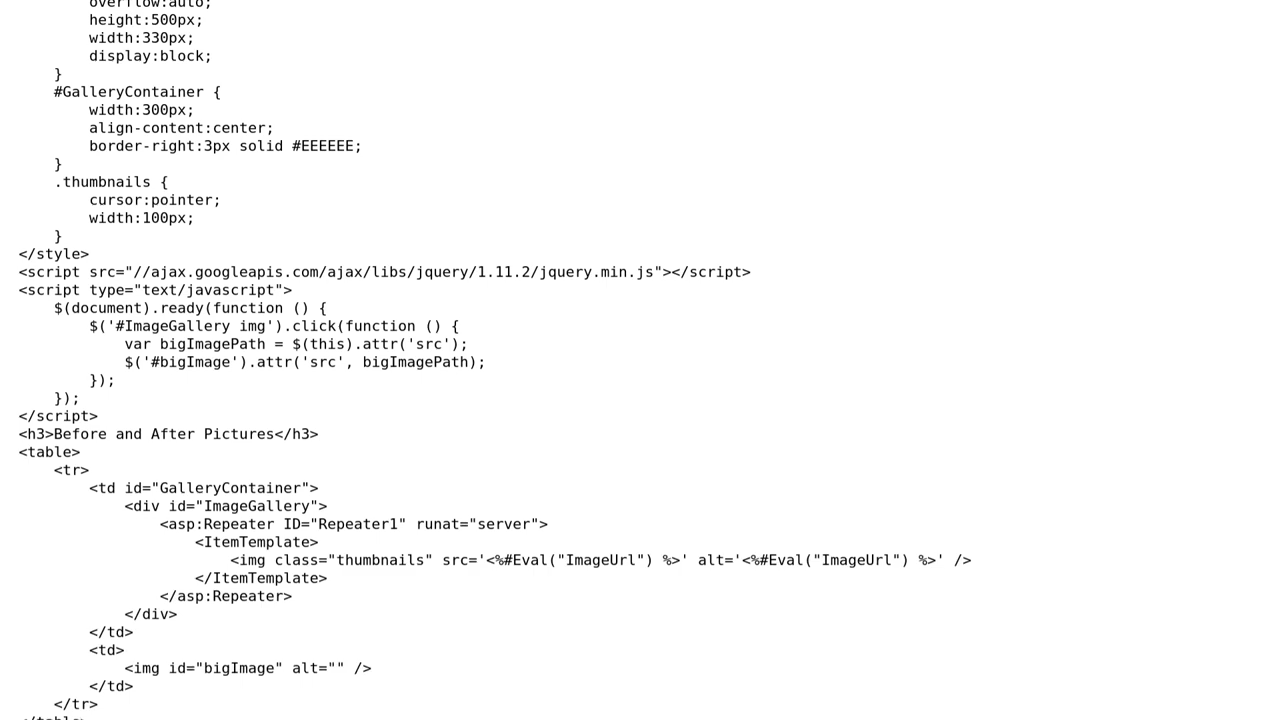 overflow:auto;
height:500px;
width:330px;
display:block;
}
#GalleryContainer {
width:300px;
align-content:center;
border-right:3px solid #EEEEEE;
}
.thumbnails {
cursor:pointer;
width:100px;
}
</style>
<script src="//ajax.googleapis.com/ajax/libs/jquery/1.11.2/jquery.min.js"></script>
<script type="text/javascript">
$(document).ready(function () {
$('#ImageGallery img').click(function () {
var bigImagePath = $(this).attr('src');
$('#bigImage').attr('src', bigImagePath);
});
});
</script>
<h3>Before and After Pictures</h3>
<table>
<tr>
<td id="GalleryContainer">
<div id="ImageGallery">
<asp:Repeater ID="Repeater1" runat="server">
<ItemTemplate>
<img class="thumbnails" src='<%#Eval("ImageUrl") %>' alt='<%#Eval("ImageUrl") %>' />
</ItemTemplate>
</asp:Repeater>
</div>
</td>
<td>
<img id="bigImage" alt="" />
</td>
</tr>
</table>